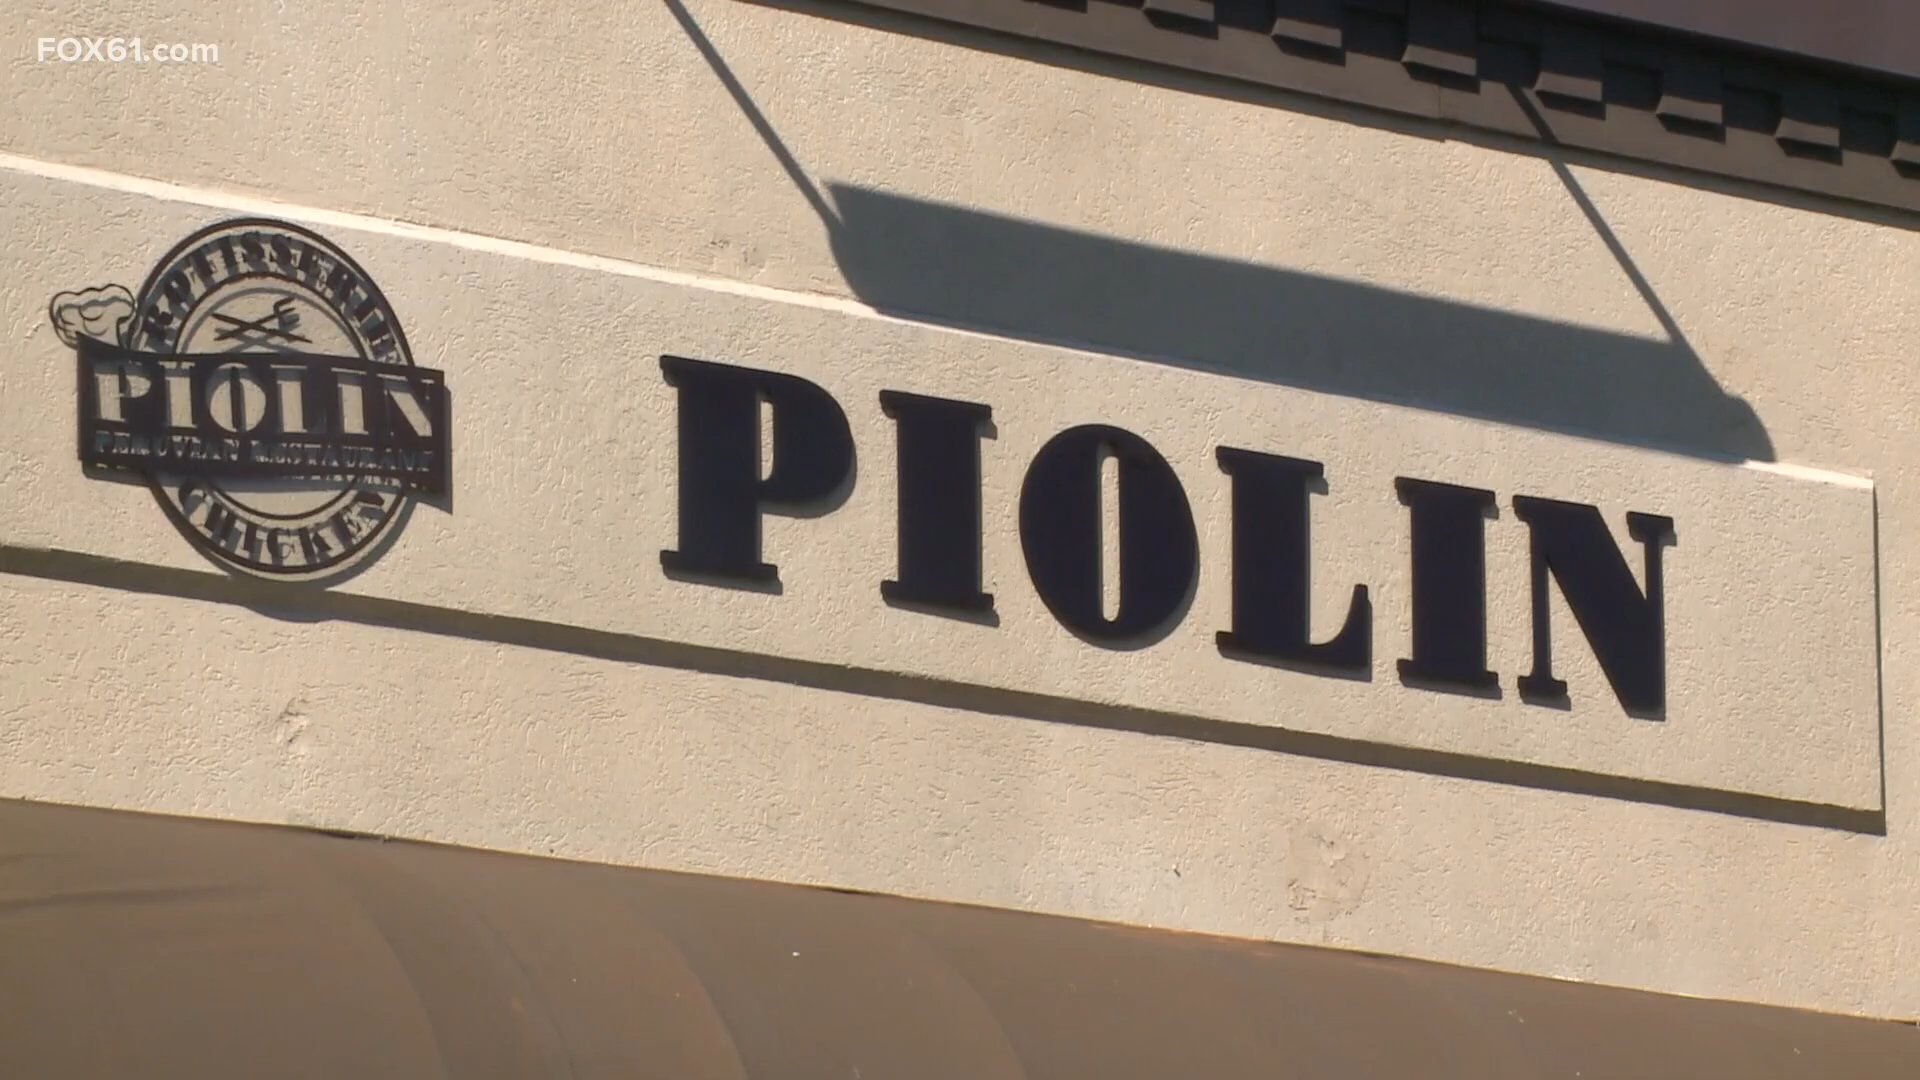 FOX61.com
ROTISSERIE
PIOLIN
PERUVIAN RESTAURANT
CHICKEN
PIOLIN